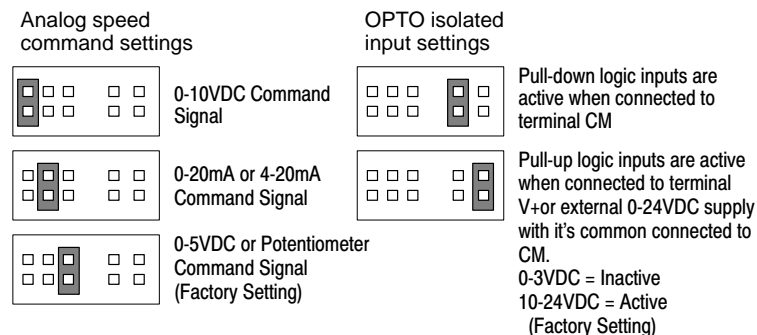 Analog speed
command settings
0-10VDC Command
Signal
0-20mA or 4-20mA
Command Signal
0-5VDC or Potentiometer
Command Signal
(Factory Setting)
OPTO isolated
input settings
Pull-down logic inputs are
active when connected to
terminal CM
Pull-up logic inputs are active
when connected to terminal
V+or external 0-24VDC supply
with it's common connected to
CM.
0-3VDC = Inactive
10-24VDC = Active
(Factory Setting)